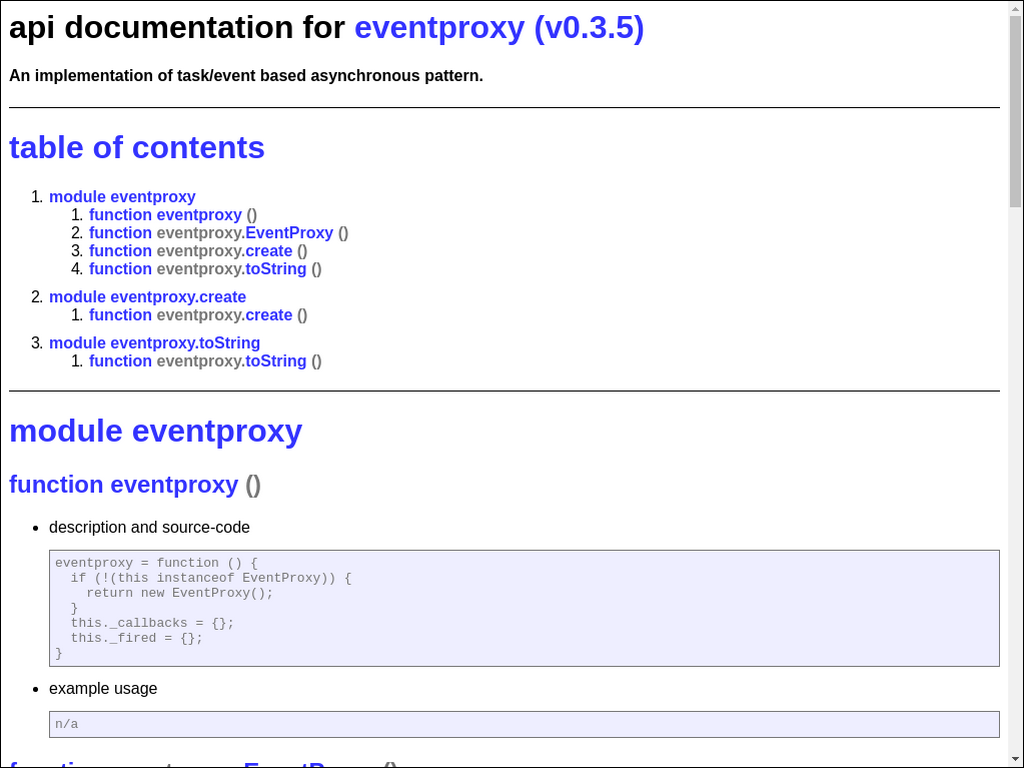 api documentation for eventproxy (v0.3.5)
An implementation of task/event based asynchronous pattern.
table of contents
1. module eventproxy
1. function eventproxy ()
2. function eventproxy.EventProxy ()
3. function eventproxy.create ()
4. function eventproxy.toString ()
2. module eventproxy.create
1. function eventproxy.create ()
3. module eventproxy.toString
1. function eventproxy.toString ()
module eventproxy
function eventproxy ()
• description and source-code
eventproxy = function () {
  if (!(this instanceof EventProxy)) {
    return new EventProxy();
  }
  this._callbacks = {};
  this._fired = {};
}
• example usage
n/a
function eventproxy.EventProxy ()